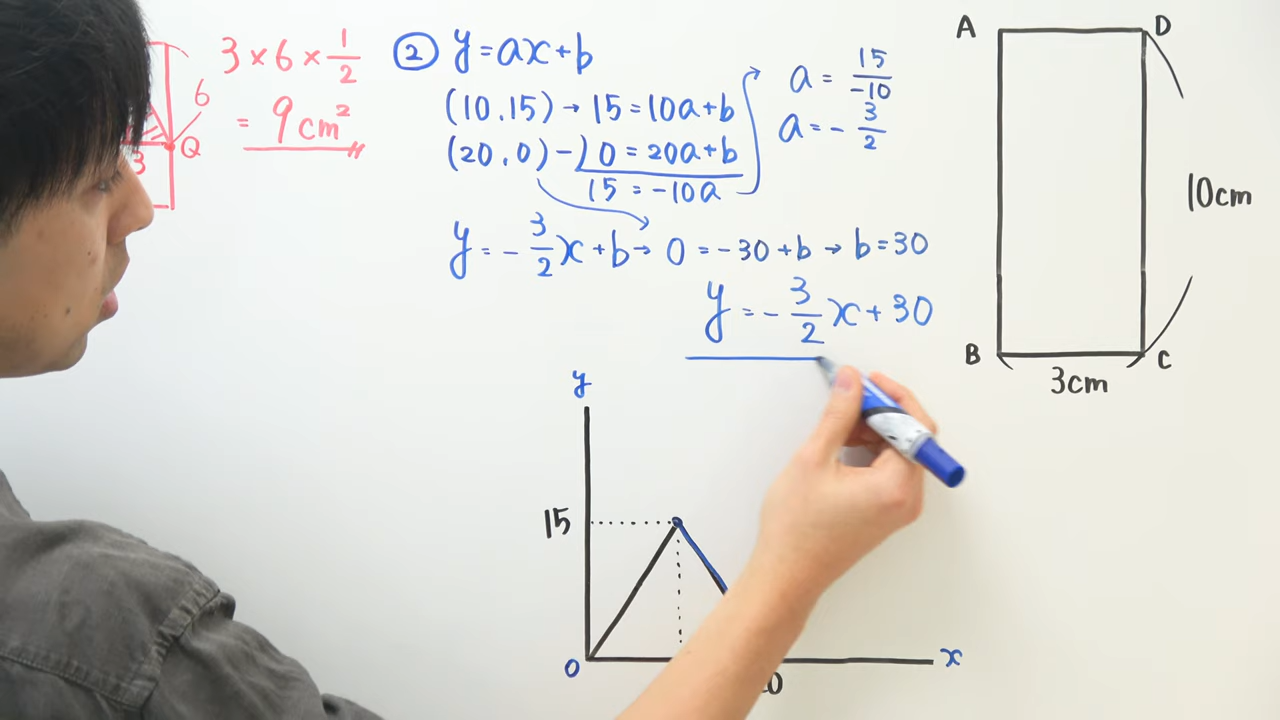 3×6×1/2
= 9cm²
6
3
Q
② y=ax+b
(10.15)→15=10a+b
(20.0)-)0=20a+b
15=-10a
a=15/-10
a=-3/2
y=-3/2x+b→0=-30+b→b=30
y=-3/2x+30
A
D
10cm
B
C
3cm
y
15
0
x